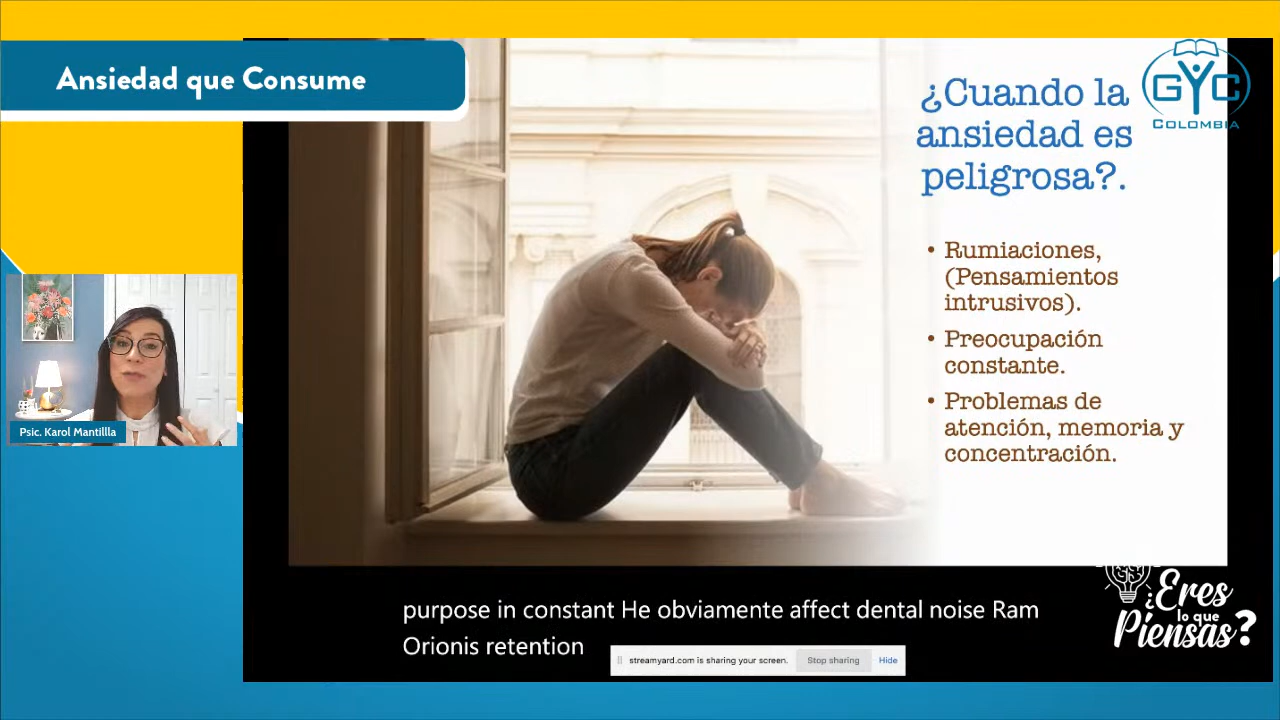 Ansiedad que Consume
¿Cuando la
ansiedad es
peligrosa?.
GYC
COLOMBIA
• Rumiaciones,
(Pensamientos
intrusivos).
• Preocupación
constante.
• Problemas de
atención, memoria y
concentración.
Psic. Karol Mantillla
purpose in constant He obviamente affect dental noise Ram
Orionis retention
streamyard.com is sharing your screen. Stop sharing Hide
¿Eres
lo que
Piensas?